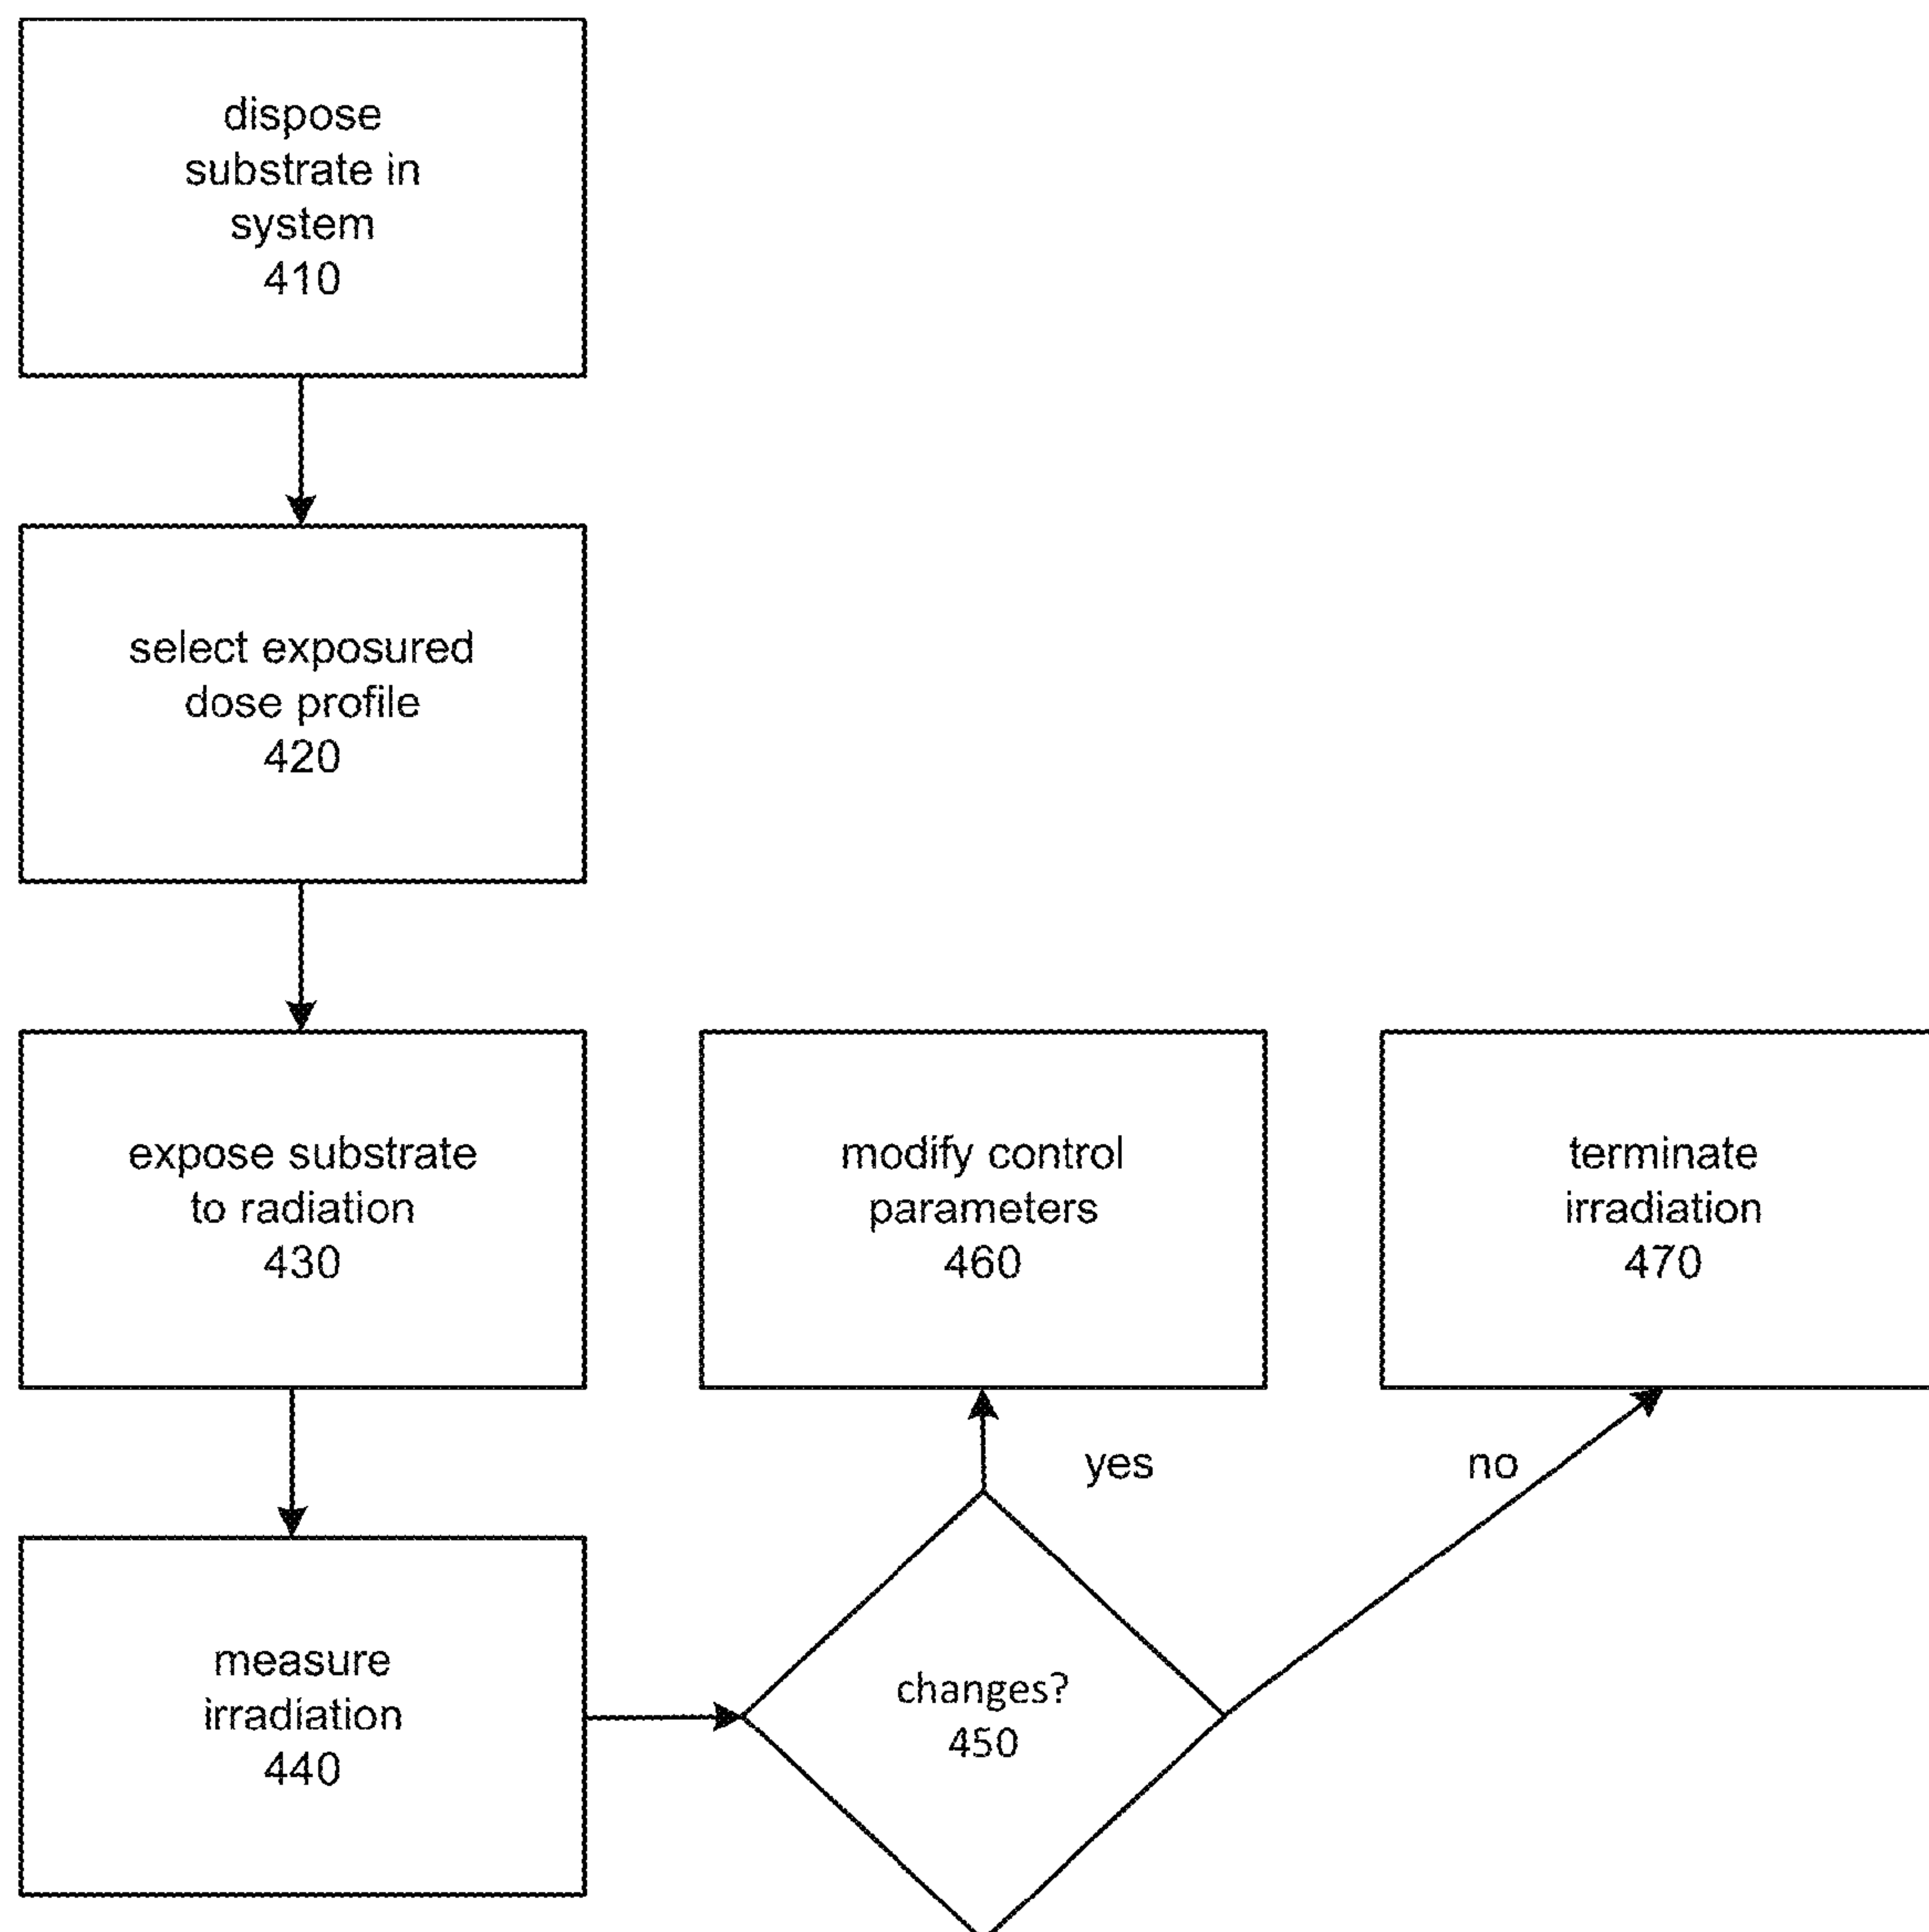 dispose
substrate in
system
410
select exposured
dose profile
420
expose substrate
to radiation
430
modify control
parameters
460
terminate
irradiation
470
yes
no
measure
irradiation
440
changes?
450